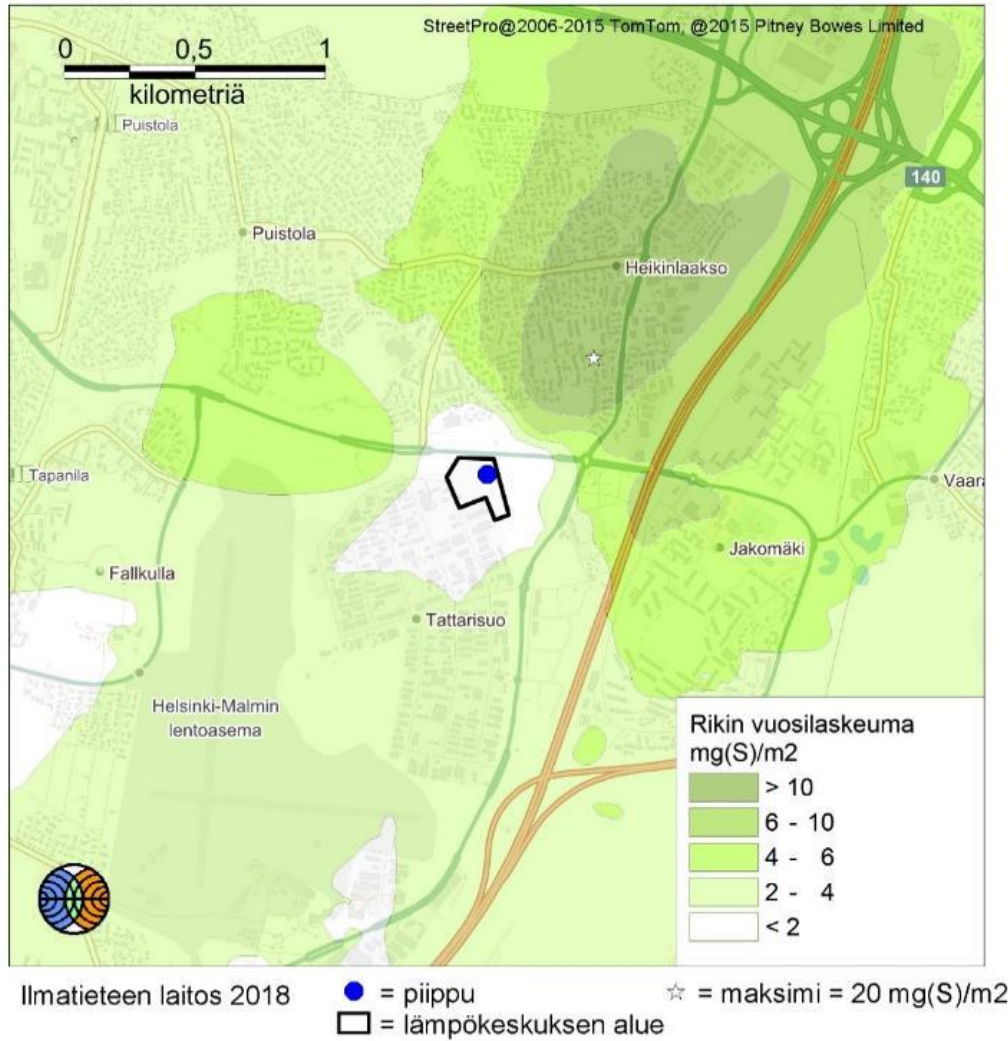 StreetPro@2006-2015 TomTom, @2015 Pitney Bowes Limited
0 0,5 1
kilometriä
Puistola
140
Puistola
Heikinlaakso
Tapanila
Vaara
Jakomäki
Fallkulla
Tattarisuo
Helsinki-Malmin
lentoasema
Rikin vuosilaskeuma
mg(S)/m2
> 10
6 - 10
4 - 6
2 - 4
< 2
Ilmatieteen laitos 2018
= piippu
= maksimi = 20 mg(S)/m2
= lämpökeskuksen alue